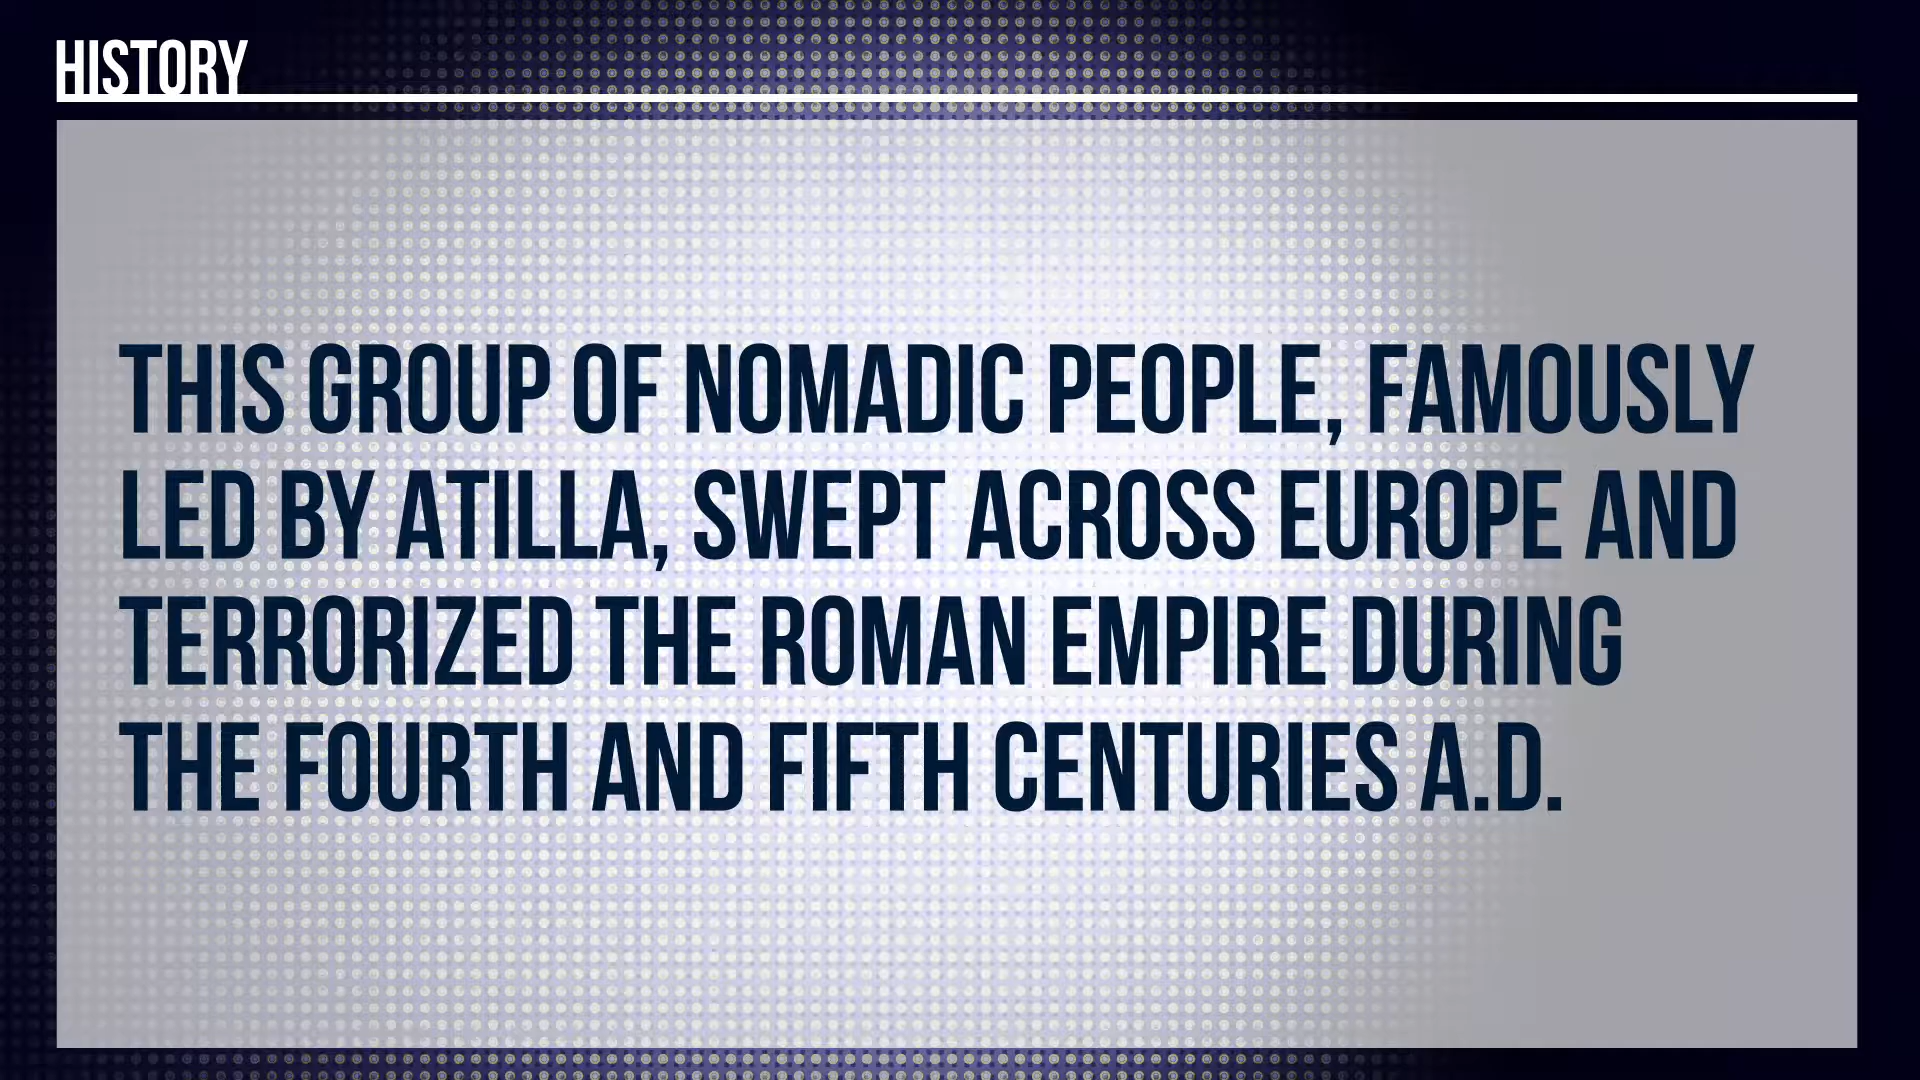 HISTORY
THIS GROUP OF NOMADIC PEOPLE, FAMOUSLY
LED BY ATILLA, SWEPT ACROSS EUROPE AND
TERRORIZED THE ROMAN EMPIRE DURING
THE FOURTH AND FIFTH CENTURIES A.D.